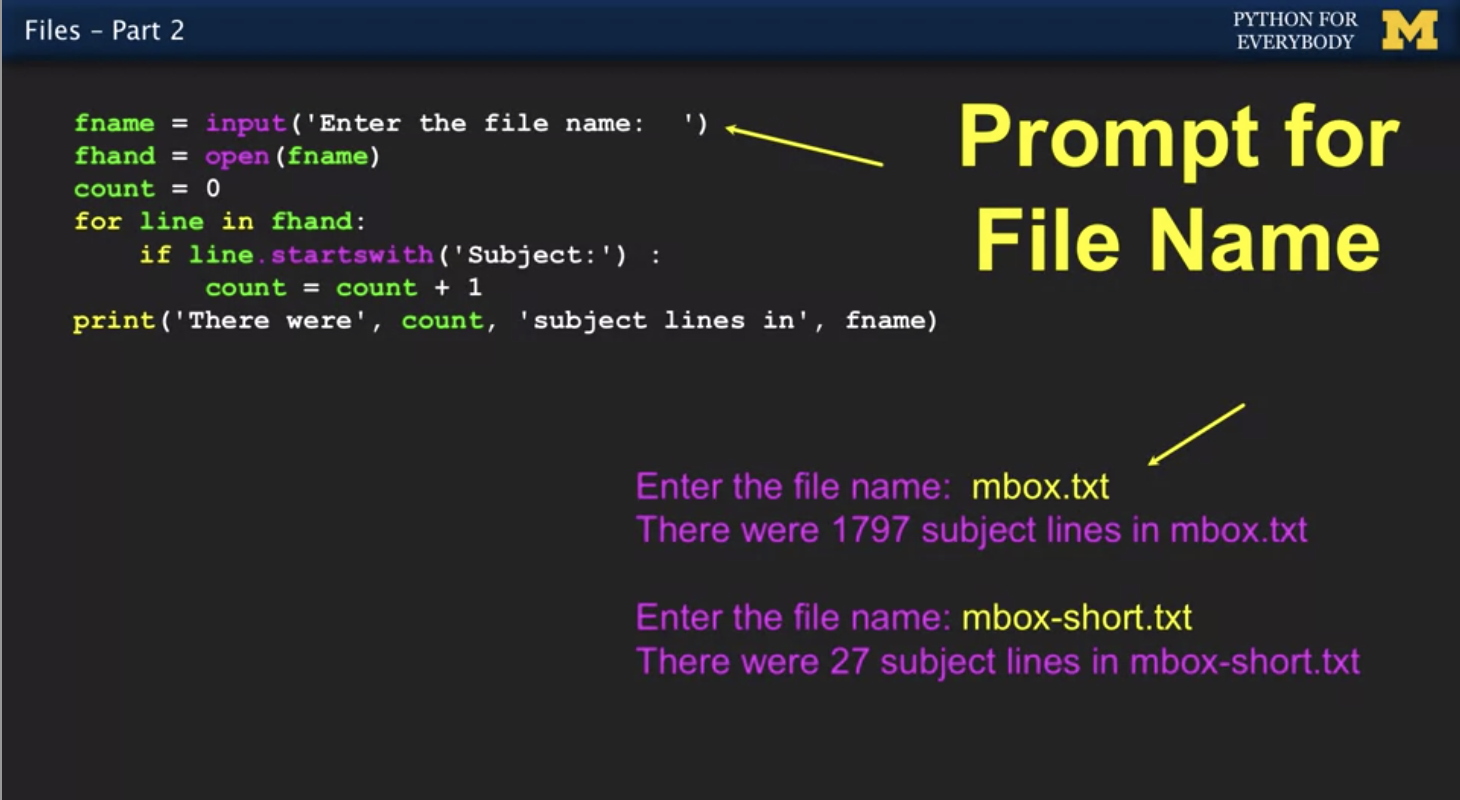 Files – Part 2
PYTHON FOR
EVERYBODY
M
fname = input('Enter the file name:  ')
fhand = open(fname)
count = 0
for line in fhand:
    if line.startswith('Subject:') :
        count = count + 1
print('There were', count, 'subject lines in', fname)
Prompt for
File Name
Enter the file name:  mbox.txt
There were 1797 subject lines in mbox.txt
Enter the file name: mbox-short.txt
There were 27 subject lines in mbox-short.txt